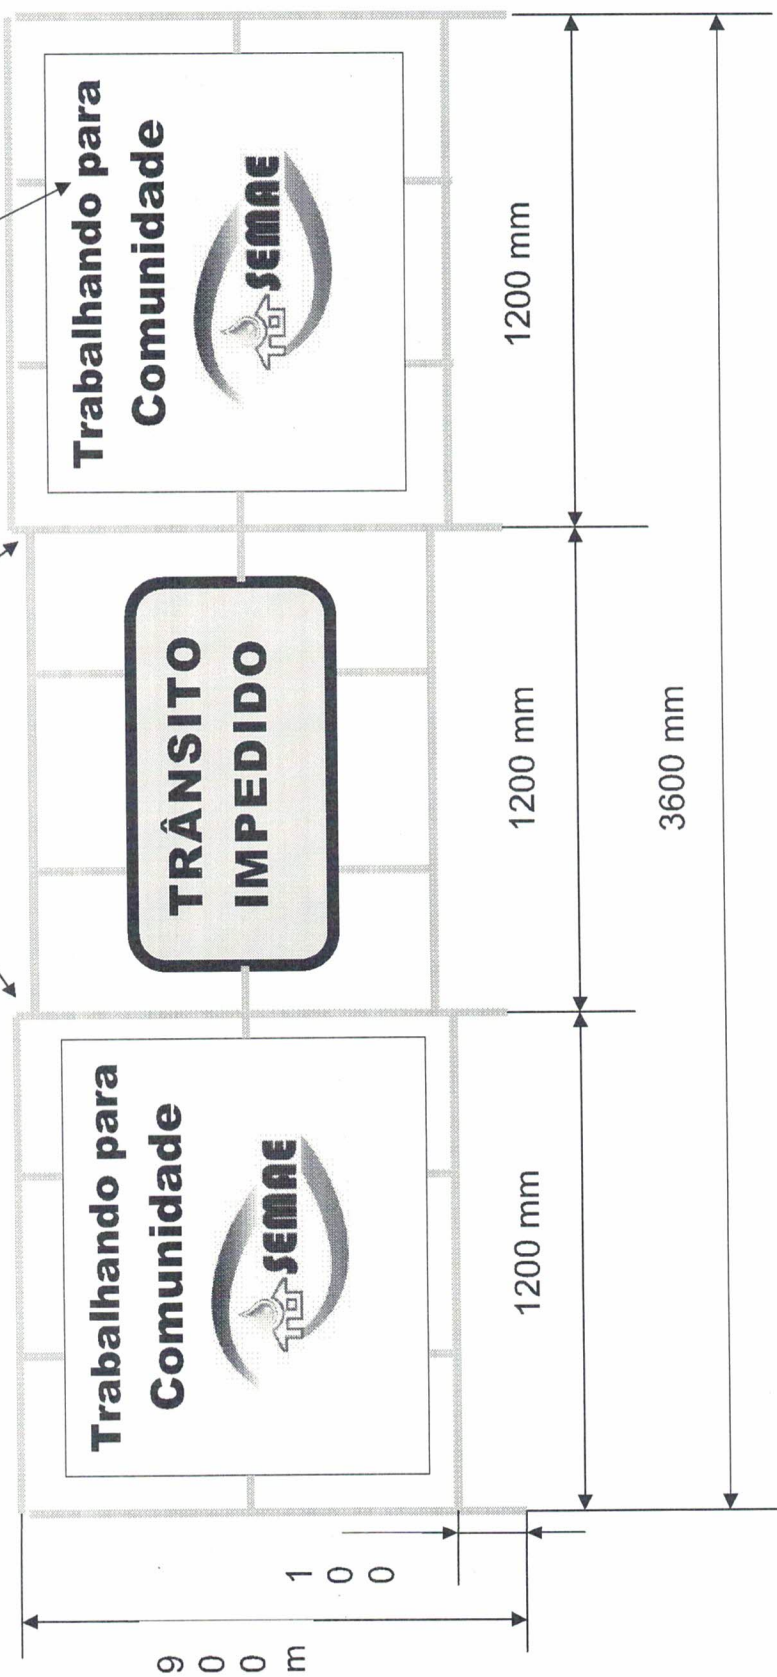 Trabalhando para
Comunidade
SEMAE
TRÂNSITO
IMPEDIDO
Trabalhando para
Comunidade
SEMAE
1200 mm
1200 mm
1200 mm
3600 mm
100
900 m